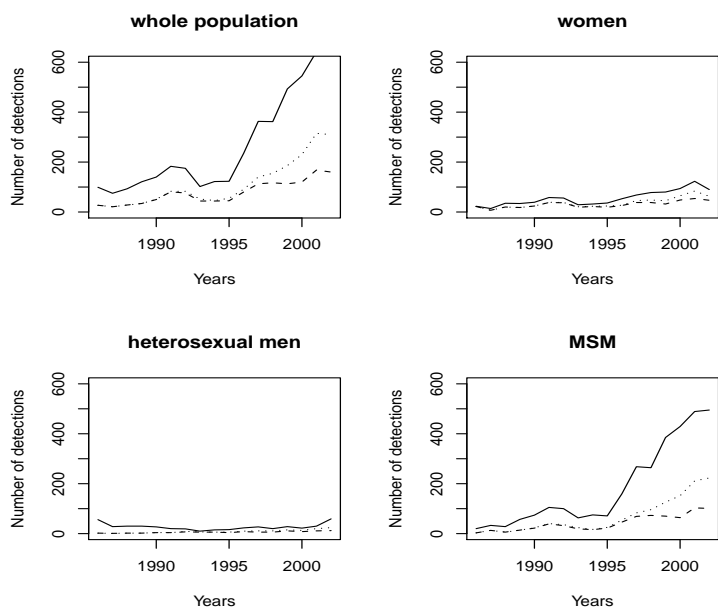 whole population
Number of detections
0 200 400 600
1990 1995 2000
Years
women
Number of detections
0 200 400 600
1990 1995 2000
Years
heterosexual men
Number of detections
0 200 400 600
1990 1995 2000
Years
MSM
Number of detections
0 200 400 600
1990 1995 2000
Years